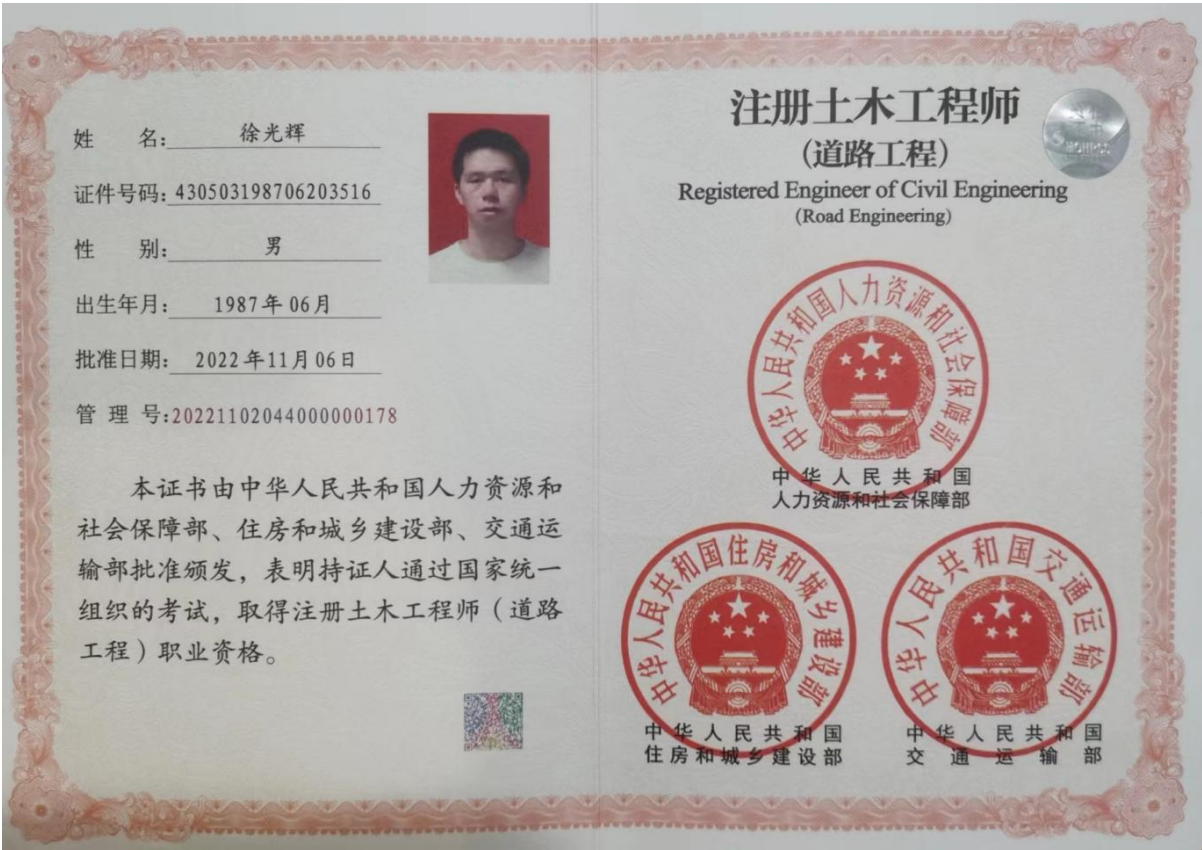 姓名:徐光辉
证件号码:430503198706203516
性别:男
出生年月:1987年06月
批准日期:2022年11月06日
管理号:20221102044000000178
本证书由中华人民共和国人力资源和
社会保障部、住房和城乡建设部、交通运
输部批准颁发，表明持证人通过国家统一
组织的考试，取得注册土木工程师（道路
工程）职业资格。
注册土木工程师
(道路工程)
Registered Engineer of Civil Engineering
(Road Engineering)
中华人民共和国人力资源和社会保障部
中华人民共和国
人力资源和社会保障部
中华人民共和国住房和城乡建设部
中华人民共和国
住房和城乡建设部
中华人民共和国交通运输部
中华人民共和国
交通运输部